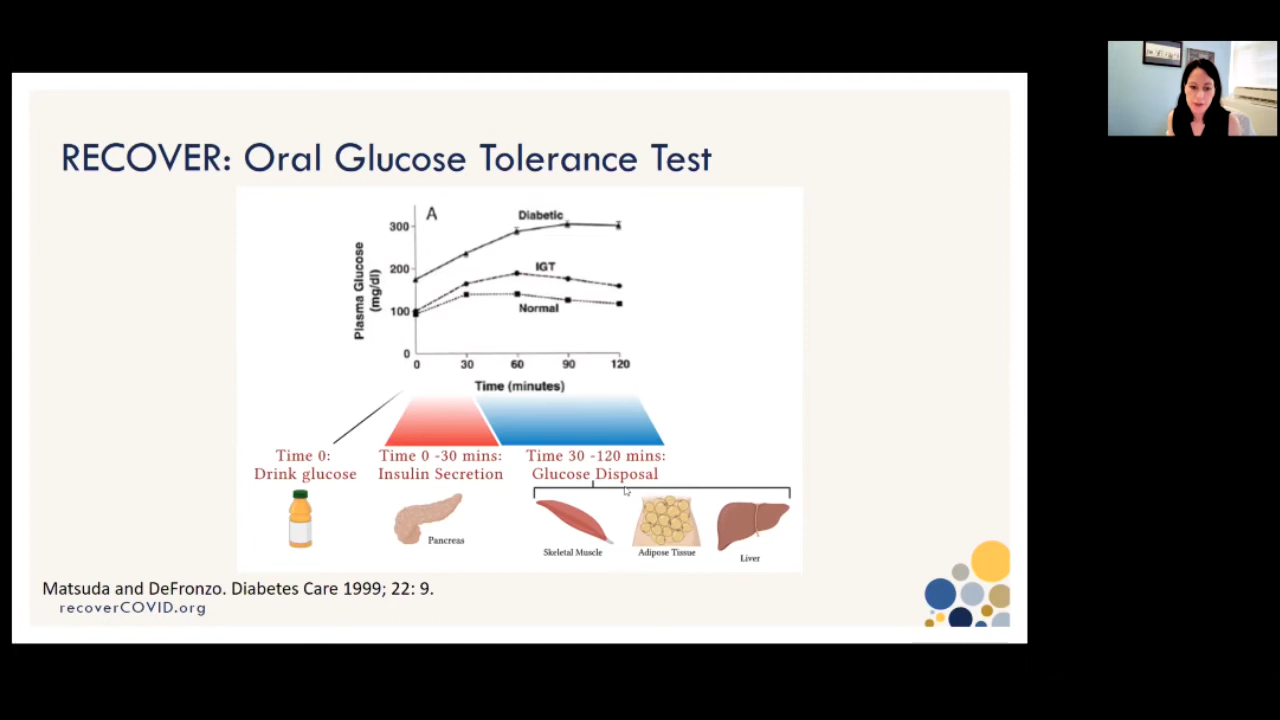 RECOVER: Oral Glucose Tolerance Test
A
Diabetic
IGT
Normal
Plasma Glucose
(mg/dl)
300
200
100
0
0 30 60 90 120
Time (minutes)
Time 0:
Drink glucose
Time 0 -30 mins:
Insulin Secretion
Time 30 -120 mins:
Glucose Disposal
Pancreas
Skeletal Muscle
Adipose Tissue
Liver
Matsuda and DeFronzo. Diabetes Care 1999; 22: 9.
recoverCOVID.org